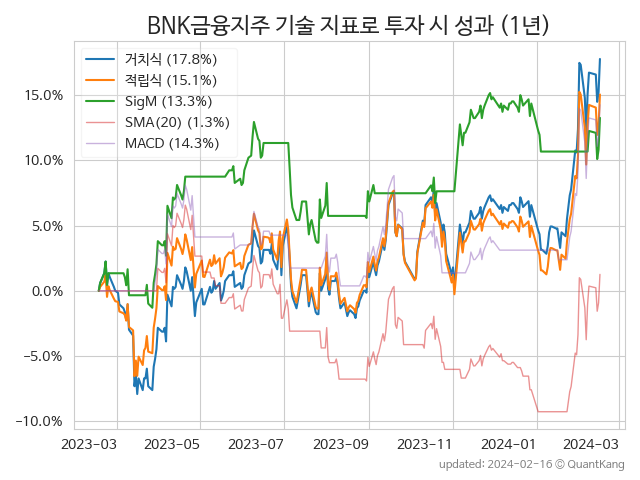 BNK금융지주 기술 지표로 투자 시 성과 (1년)
거치식 (17.8%)
적립식 (15.1%)
SigM (13.3%)
SMA(20) (1.3%)
MACD (14.3%)
15.0%
10.0%
5.0%
0.0%
−5.0%
−10.0%
2023-03 2023-05 2023-07 2023-09 2023-11 2024-01 2024-03
updated: 2024-02-16 © QuantKang